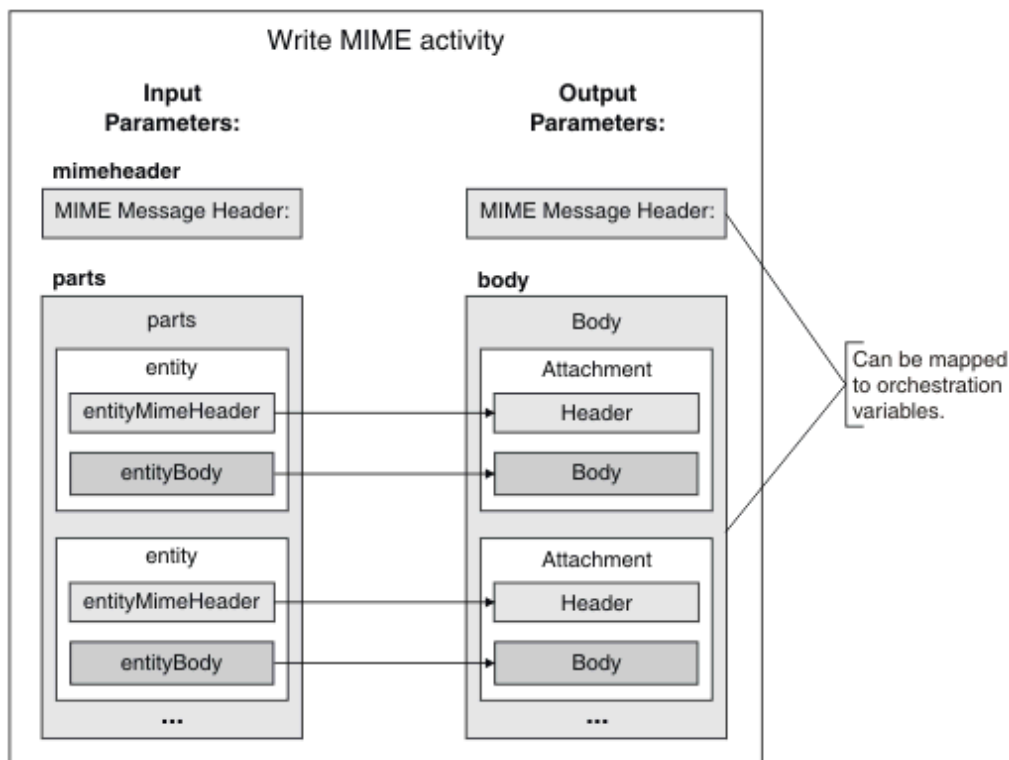 Write MIME activity
Input
Parameters:
Output
Parameters:
mimeheader
MIME Message Header:
MIME Message Header:
parts
body
parts
Body
entity
Attachment
entityMimeHeader
Header
entityBody
Body
entity
Attachment
entityMimeHeader
Header
entityBody
Body
...
...
Can be mapped
to orchestration
variables.